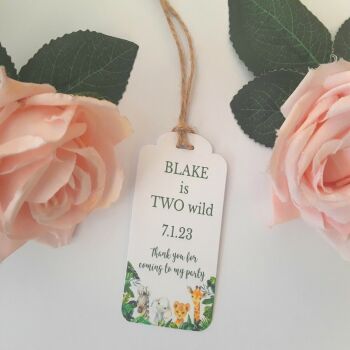 BLAKE
is
TWO wild
7.1.23
Thank you for
coming to my party